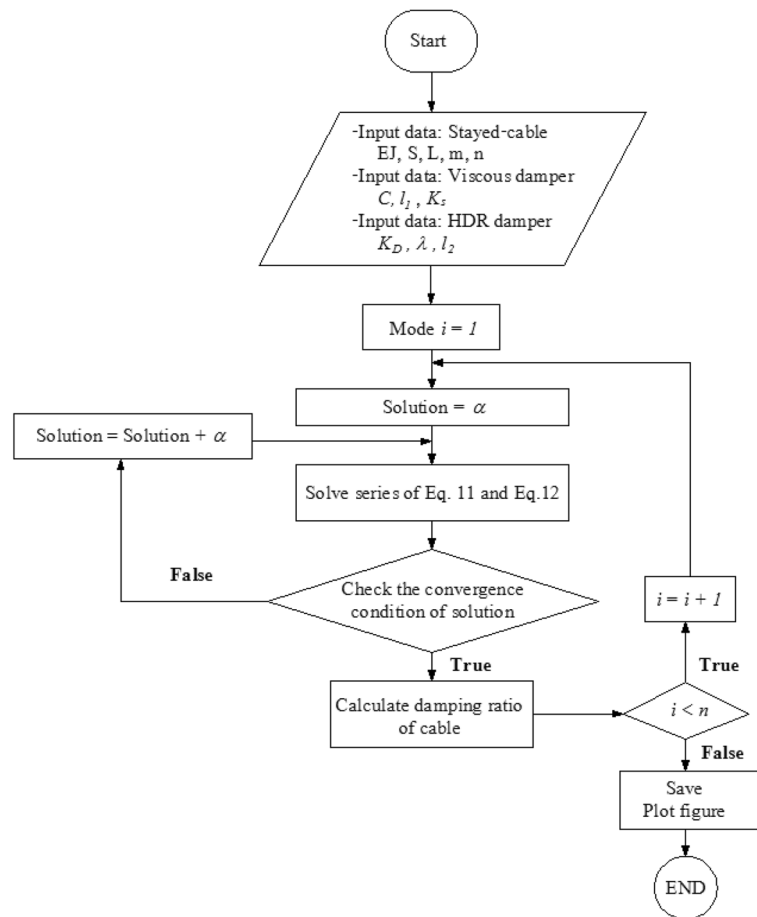 Start
-Input data: Stayed-cable
EJ, S, L, m, n
-Input data: Viscous damper
C, l₁ , Kₛ
-Input data: HDR damper
K_D , λ , l₂
Mode i = 1
Solution = α
Solution = Solution + α
Solve series of Eq. 11 and Eq.12
False
Check the convergence
condition of solution
True
Calculate damping ratio
of cable
i = i + 1
True
i < n
False
Save
Plot figure
END